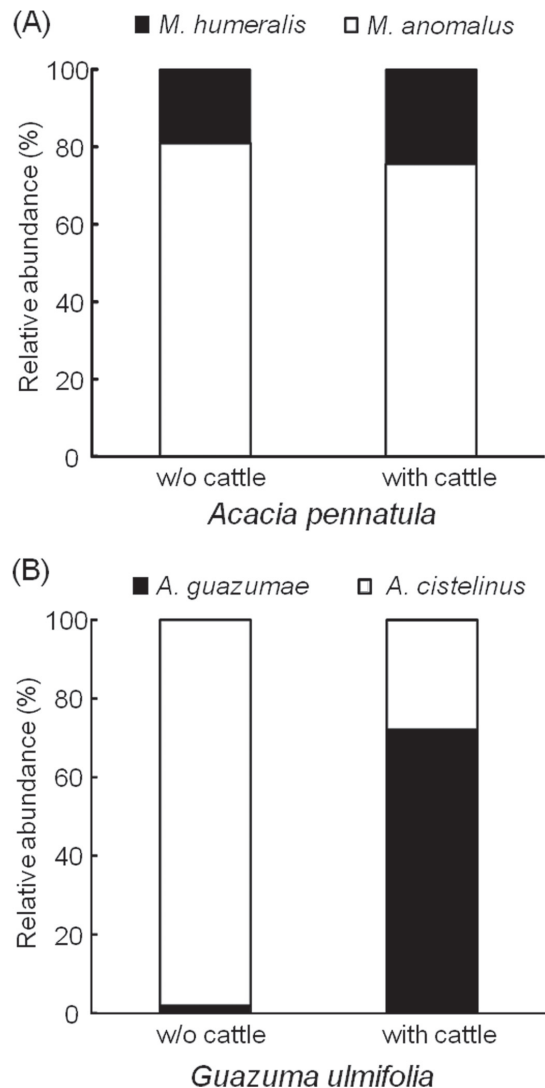 (A)
■ M. humeralis □ M. anomalus
100
80
60
40
20
0
Relative abundance (%)
w/o cattle with cattle
Acacia pennatula
(B)
■ A. guazumae □ A. cistelinus
100
80
60
40
20
0
Relative abundance (%)
w/o cattle with cattle
Guazuma ulmifolia